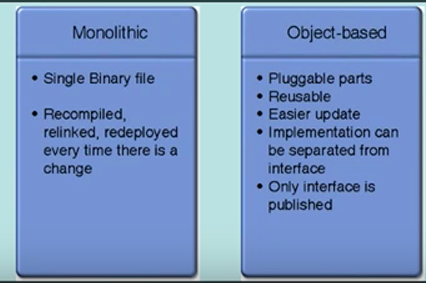 Monolithic
• Single Binary file
• Recompiled,
relinked, redeployed
every time there is a
change
Object-based
• Pluggable parts
• Reusable
• Easier update
• Implementation can
be separated from
interface
• Only interface is
published